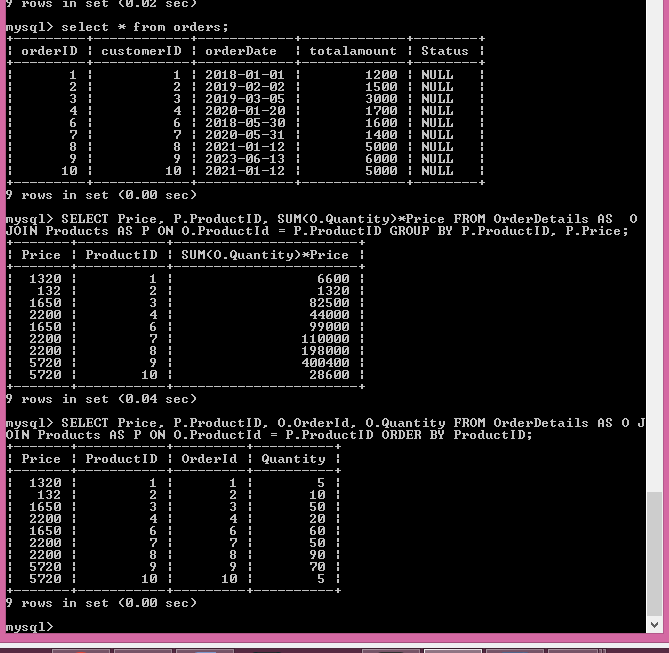 9 rows in set (0.02 sec)
mysql> select * from orders;
+---------+------------+------------+-------------+--------+
| orderID | customerID | orderDate  | totalamount | Status |
+---------+------------+------------+-------------+--------+
|       1 |          1 | 2018-01-01 |        1200 | NULL   |
|       2 |          2 | 2019-02-02 |        1500 | NULL   |
|       3 |          3 | 2019-03-05 |        3000 | NULL   |
|       4 |          4 | 2020-01-20 |        1700 | NULL   |
|       6 |          6 | 2018-05-30 |        1600 | NULL   |
|       7 |          7 | 2020-05-31 |        1400 | NULL   |
|       8 |          8 | 2021-01-12 |        5000 | NULL   |
|       9 |          9 | 2023-06-13 |        6000 | NULL   |
|      10 |         10 | 2021-01-12 |        5000 | NULL   |
+---------+------------+------------+-------------+--------+
9 rows in set (0.00 sec)
mysql> SELECT Price, P.ProductID, SUM(O.Quantity)*Price FROM OrderDetails AS  O
JOIN Products AS P ON O.ProductId = P.ProductID GROUP BY P.ProductID, P.Price;
+-------+-----------+-----------------------+
| Price | ProductID | SUM(O.Quantity)*Price |
+-------+-----------+-----------------------+
|  1320 |         1 |                  6600 |
|   132 |         2 |                  1320 |
|  1650 |         3 |                 82500 |
|  2200 |         4 |                 44000 |
|  1650 |         6 |                 99000 |
|  2200 |         7 |                110000 |
|  2200 |         8 |                198000 |
|  5720 |         9 |                400400 |
|  5720 |        10 |                 28600 |
+-------+-----------+-----------------------+
9 rows in set (0.04 sec)
mysql> SELECT Price, P.ProductID, O.OrderId, O.Quantity FROM OrderDetails AS O J
OIN Products AS P ON O.ProductId = P.ProductID ORDER BY ProductID;
+-------+-----------+---------+----------+
| Price | ProductID | OrderId | Quantity |
+-------+-----------+---------+----------+
|  1320 |         1 |       1 |        5 |
|   132 |         2 |       2 |       10 |
|  1650 |         3 |       3 |       50 |
|  2200 |         4 |       4 |       20 |
|  1650 |         6 |       6 |       60 |
|  2200 |         7 |       7 |       50 |
|  2200 |         8 |       8 |       90 |
|  5720 |         9 |       9 |       70 |
|  5720 |        10 |      10 |        5 |
+-------+-----------+---------+----------+
9 rows in set (0.00 sec)
mysql>